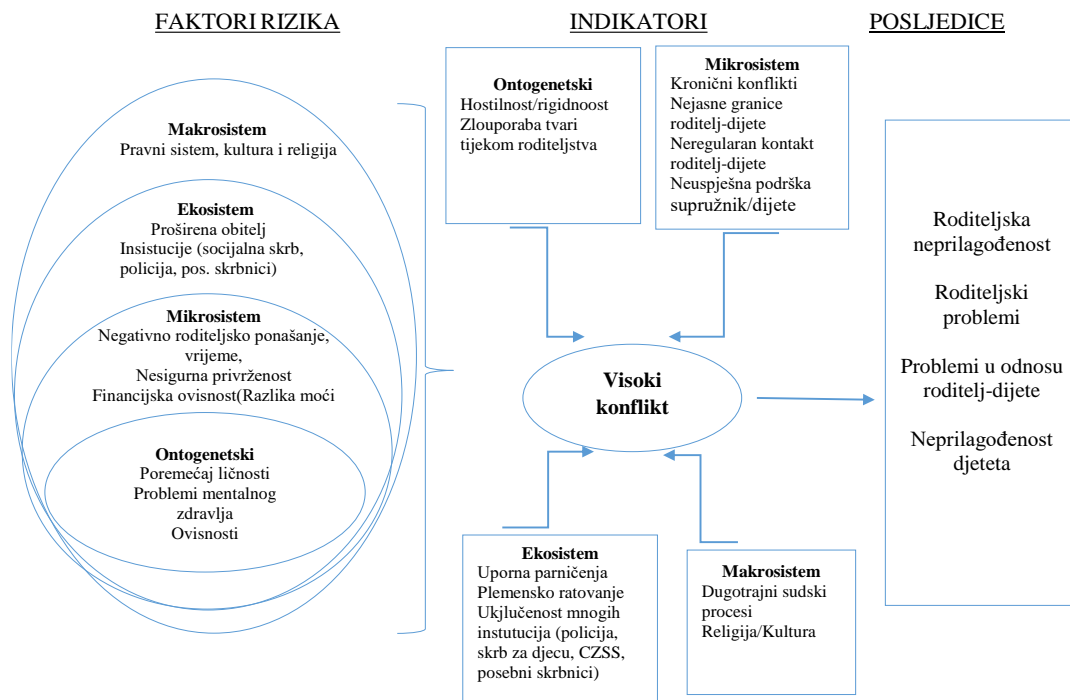 FAKTORI RIZIKA
INDIKATORI
POSLJEDICE
Makrosistem
Pravni sistem, kultura i religija
Ekosistem
Proširena obitelj
Insistucije (socijalna skrb,
policija, pos. skrbnici)
Mikrosistem
Negativno roditeljsko ponašanje,
vrijeme,
Nesigurna privrženost
Financijska ovisnost(Razlika moći
Ontogenetski
Poremećaj ličnosti
Problemi mentalnog
zdravlja
Ovisnosti
Ontogenetski
Hostilnost/rigidnoost
Zlouporaba tvari
tijekom roditeljstva
Mikrosistem
Kronični konflikti
Nejasne granice
roditelj-dijete
Neregularan kontakt
roditelj-dijete
Neuspješna podrška
supružnik/dijete
Visoki
konflikt
Ekosistem
Uporna parničenja
Plemensko ratovanje
Ukjlučenost mnogih
instutucija (policija,
skrb za djecu, CZSS,
posebni skrbnici)
Makrosistem
Dugotrajni sudski
procesi
Religija/Kultura
Roditeljska
neprilagođenost
Roditeljski
problemi
Problemi u odnosu
roditelj-dijete
Neprilagođenost
djeteta